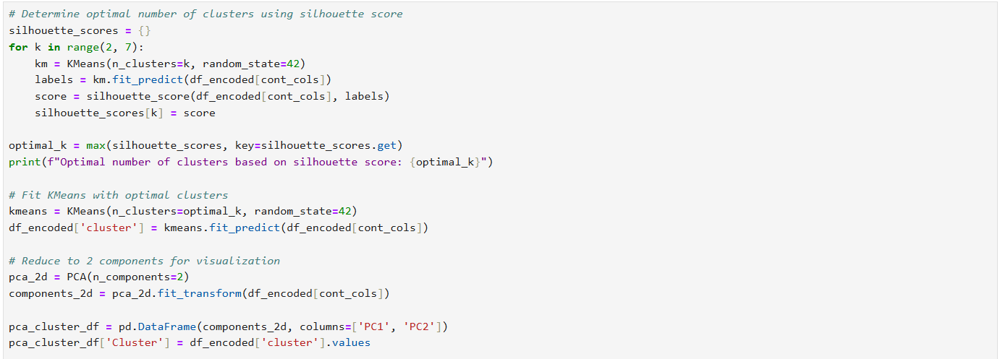 # Determine optimal number of clusters using silhouette score
silhouette_scores = {}
for k in range(2, 7):
    km = KMeans(n_clusters=k, random_state=42)
    labels = km.fit_predict(df_encoded[cont_cols])
    score = silhouette_score(df_encoded[cont_cols], labels)
    silhouette_scores[k] = score

optimal_k = max(silhouette_scores, key=silhouette_scores.get)
print(f"Optimal number of clusters based on silhouette score: {optimal_k}")

# Fit KMeans with optimal clusters
kmeans = KMeans(n_clusters=optimal_k, random_state=42)
df_encoded['cluster'] = kmeans.fit_predict(df_encoded[cont_cols])

# Reduce to 2 components for visualization
pca_2d = PCA(n_components=2)
components_2d = pca_2d.fit_transform(df_encoded[cont_cols])

pca_cluster_df = pd.DataFrame(components_2d, columns=['PC1', 'PC2'])
pca_cluster_df['Cluster'] = df_encoded['cluster'].values